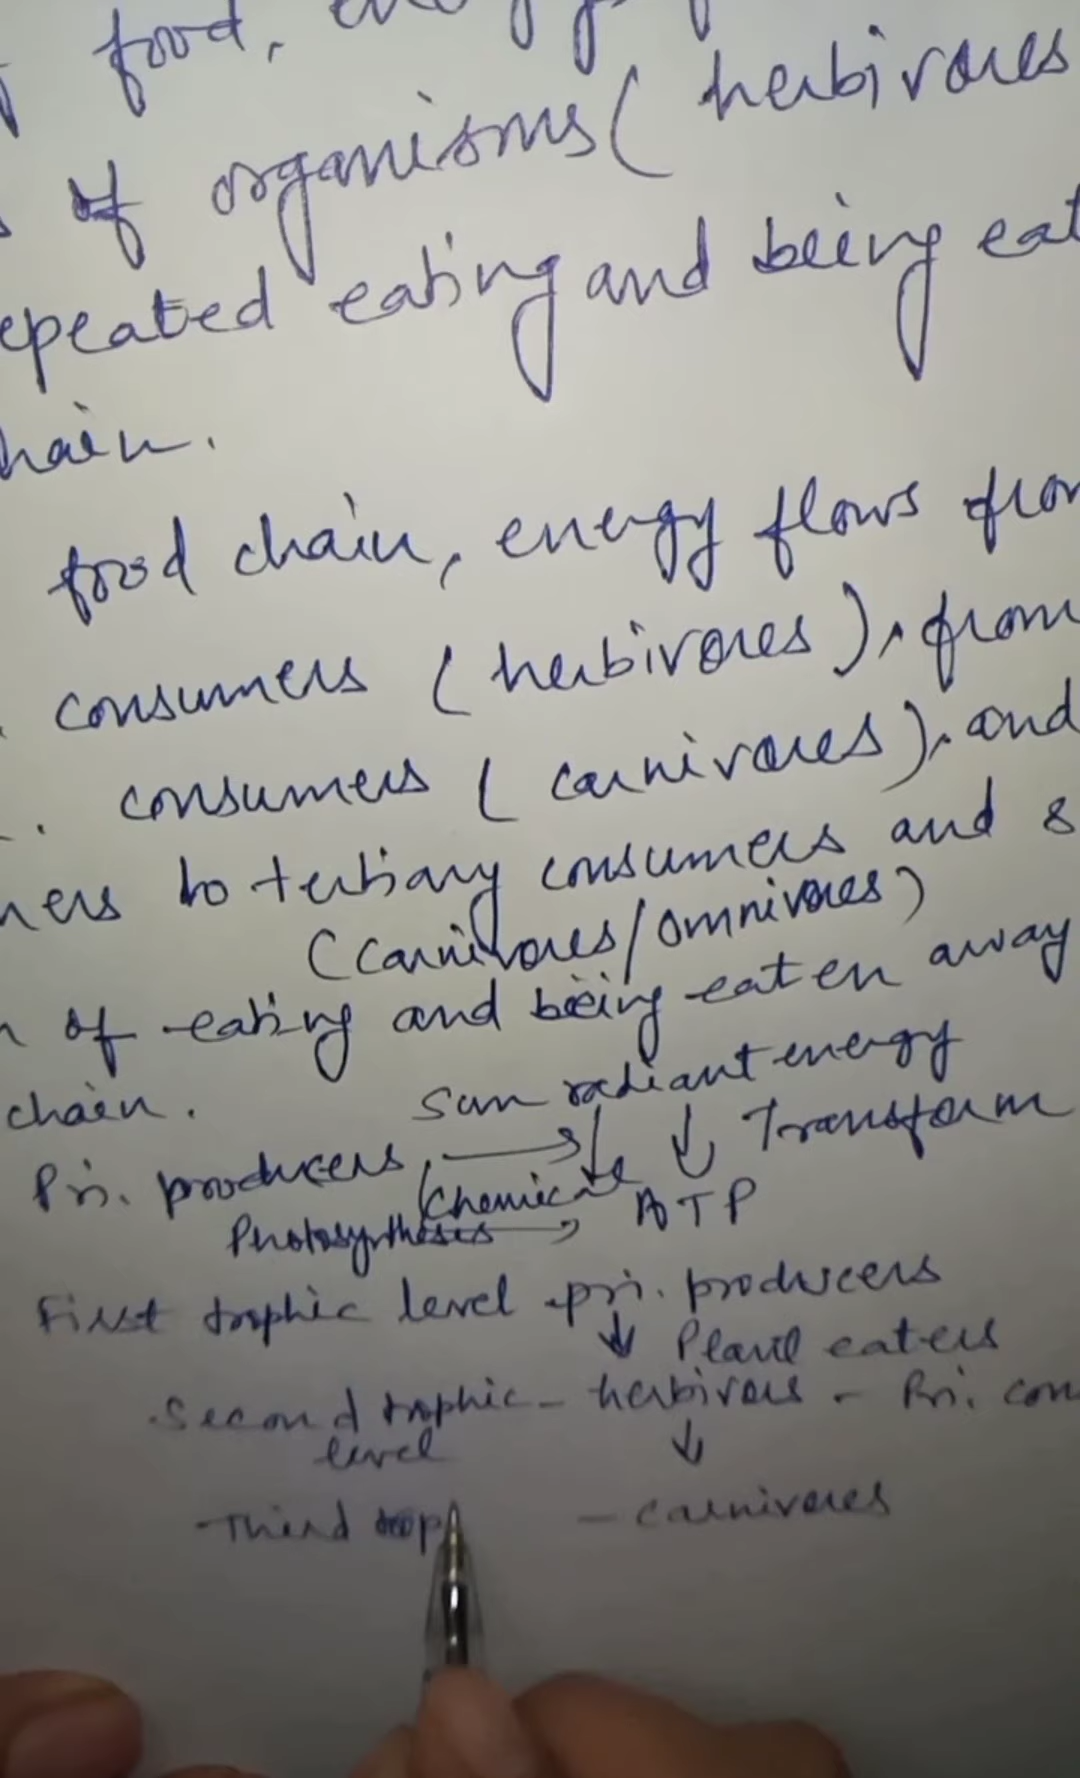 food,
of organisms ( herbivores
epeated eating and being eat
hain.
food chain, energy flows from
consumers ( herbivores ), from
consumers ( carnivores ), and
ners to tertiary consumers and s
(Carnivores/omnivores)
of eating and being eaten away
chain.
Sun radiant energy
Pri. producers → ↓ ↓ Transform
(Chemical ATP
Photosynthesis →
First trophic level pri. producers
↓ Plant eaters
Second trophic - herbivores - Pri. con
level ↓
Third trop - carnivores